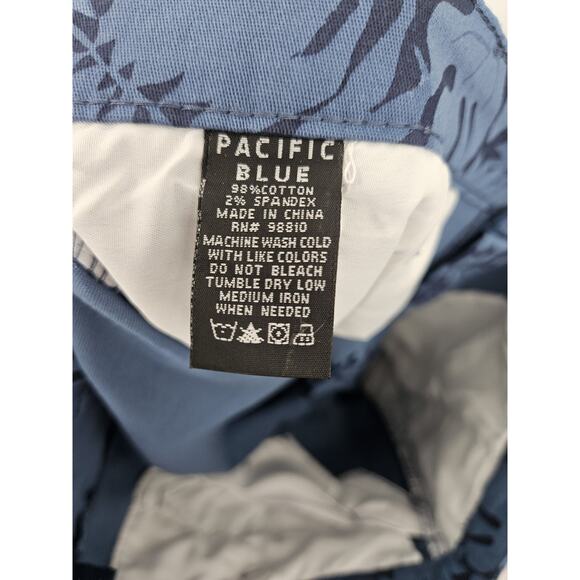 PACIFIC
BLUE
98%COTTON
2% SPANDEX
MADE IN CHINA
RN# 98810
MACHINE WASH COLD
WITH LIKE COLORS
DO NOT BLEACH
TUMBLE DRY LOW
MEDIUM IRON
WHEN NEEDED